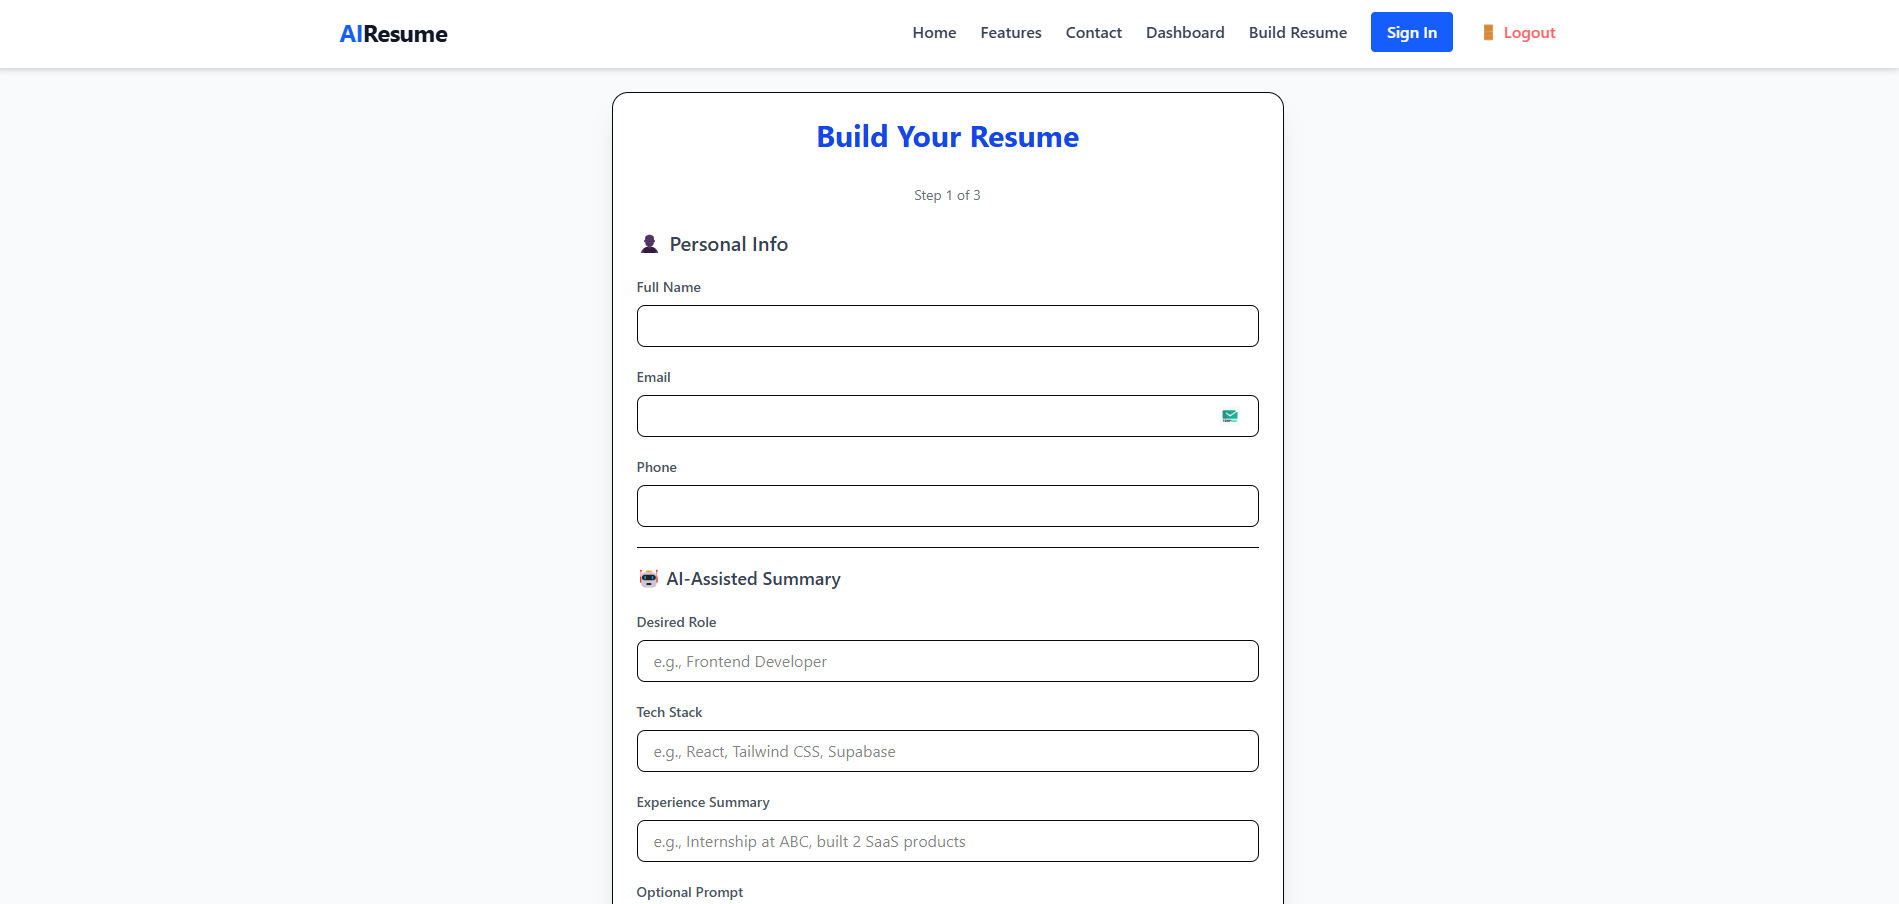 AIResume
Home Features Contact Dashboard Build Resume Sign In Logout
Build Your Resume
Step 1 of 3
Personal Info
Full Name
Email
Phone
AI-Assisted Summary
Desired Role
e.g., Frontend Developer
Tech Stack
e.g., React, Tailwind CSS, Supabase
Experience Summary
e.g., Internship at ABC, built 2 SaaS products
Optional Prompt